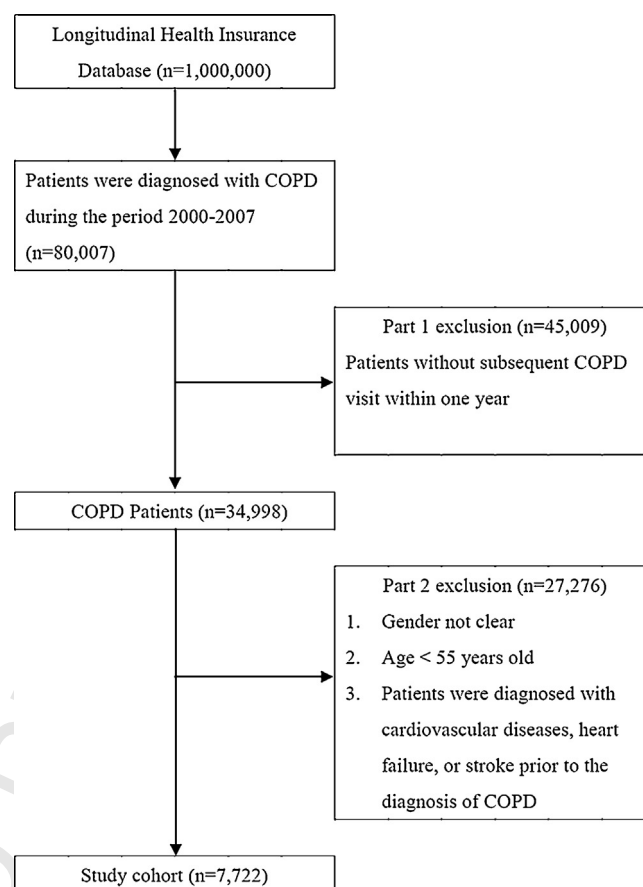 Longitudinal Health Insurance
Database (n=1,000,000)
Patients were diagnosed with COPD
during the period 2000-2007
(n=80,007)
Part 1 exclusion (n=45,009)
Patients without subsequent COPD
visit within one year
COPD Patients (n=34,998)
Part 2 exclusion (n=27,276)
1. Gender not clear
2. Age < 55 years old
3. Patients were diagnosed with
cardiovascular diseases, heart
failure, or stroke prior to the
diagnosis of COPD
Study cohort (n=7,722)